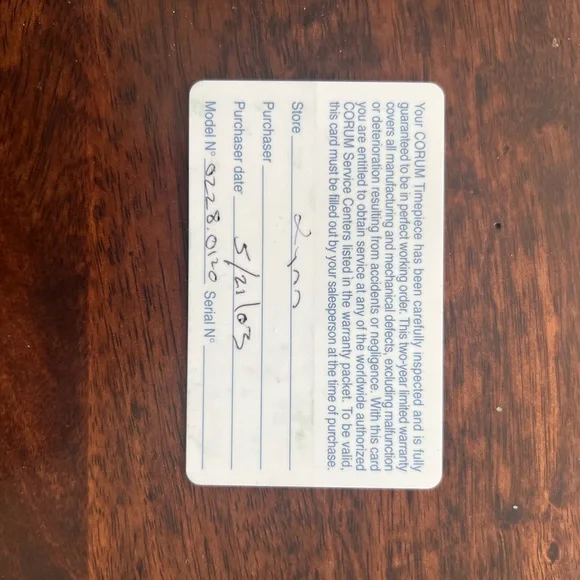 Your CORUM Timepiece has been carefully inspected and is fully
guaranteed to be in perfect working order. This two-year limited warranty
covers all manufacturing and mechanical defects, excluding malfunction
or deterioration resulting from accidents or negligence. With this card
you are entitled to obtain service at any of the worldwide authorized
CORUM Service Centers listed in the warranty packet. To be valid,
this card must be filled out by your salesperson at the time of purchase.
Store
Purchaser
Purchaser date 5/21/03
Model N° 0228.0120 Serial N°